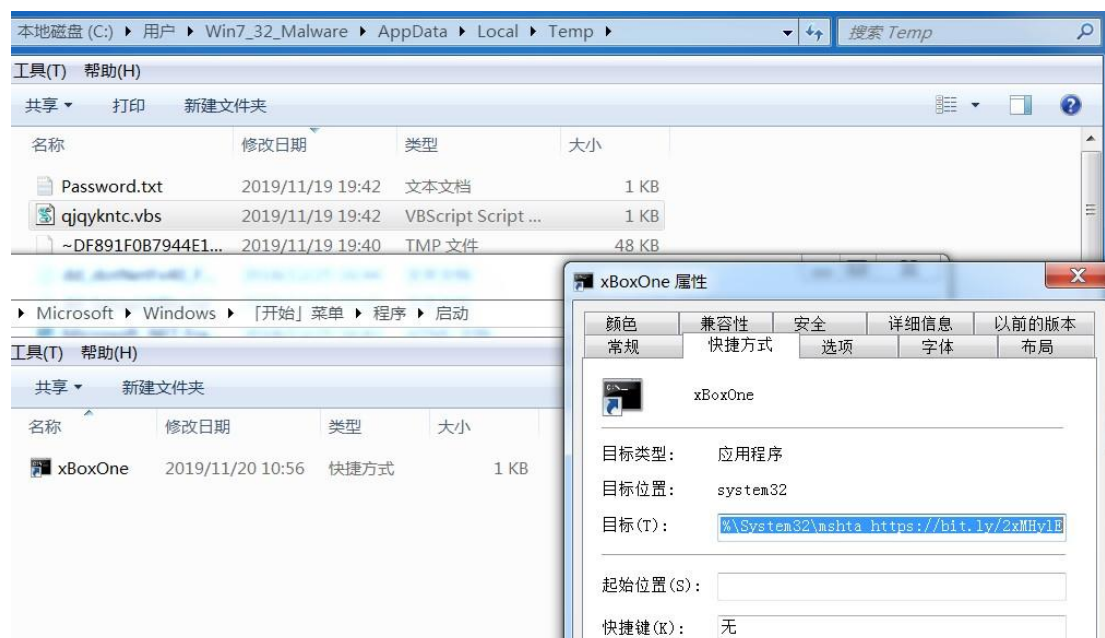 本地磁盘 (C:) ▸ 用户 ▸ Win7_32_Malware ▸ AppData ▸ Local ▸ Temp ▸
搜索 Temp
工具(T) 帮助(H)
共享 打印 新建文件夹
名称 修改日期 类型 大小
Password.txt 2019/11/19 19:42 文本文档 1 KB
qjqykntc.vbs 2019/11/19 19:42 VBScript Script ... 1 KB
~DF891F0B7944E1... 2019/11/19 19:40 TMP 文件 48 KB
▸ Microsoft ▸ Windows ▸ 「开始」菜单 ▸ 程序 ▸ 启动
工具(T) 帮助(H)
共享 新建文件夹
名称 修改日期 类型 大小
xBoxOne 2019/11/20 10:56 快捷方式 1 KB
xBoxOne 属性
颜色 兼容性 安全 详细信息 以前的版本
常规 快捷方式 选项 字体 布局
xBoxOne
目标类型: 应用程序
目标位置: system32
目标(T): %\System32\mshta https://bit.ly/2xMHylE
起始位置(S):
快捷键(K): 无